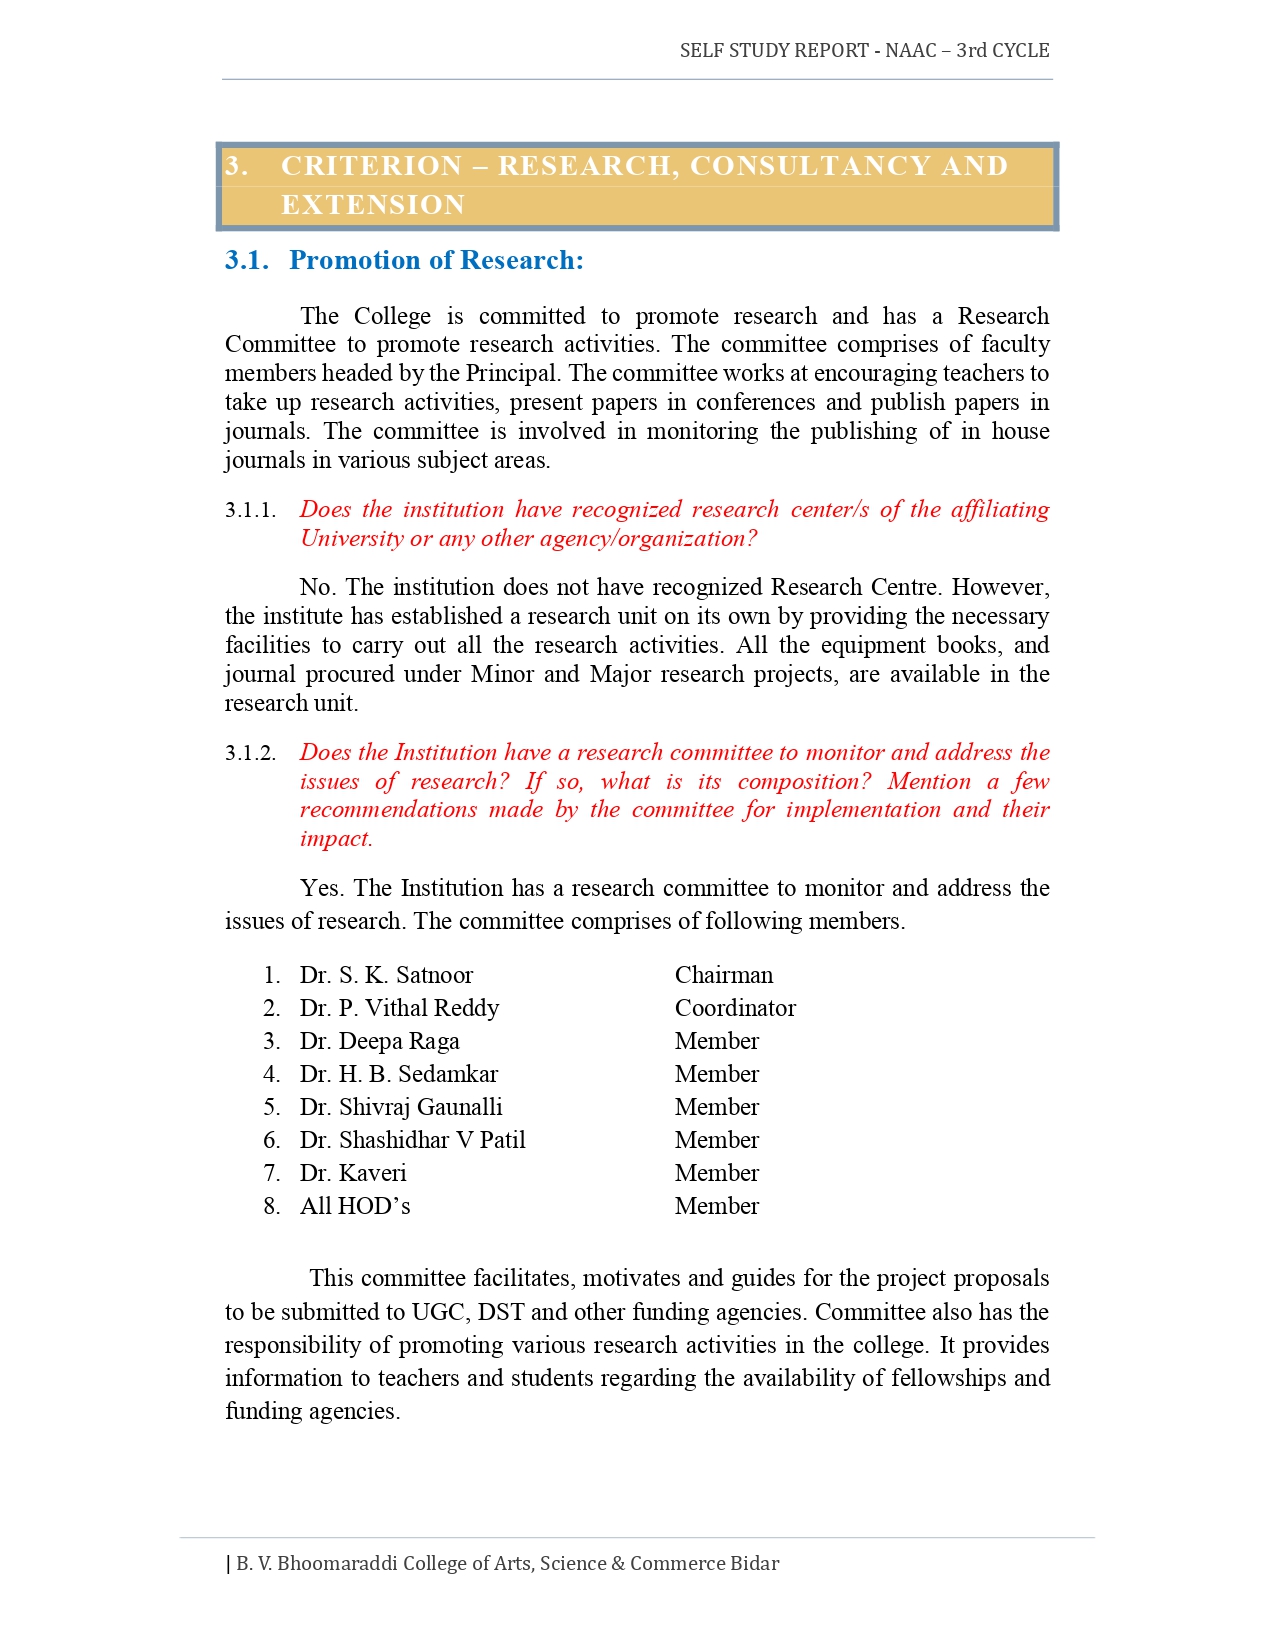 SELF STUDY REPORT - NAAC – 3rd CYCLE
3. CRITERION – RESEARCH, CONSULTANCY AND
EXTENSION
3.1. Promotion of Research:
The College is committed to promote research and has a Research
Committee to promote research activities. The committee comprises of faculty
members headed by the Principal. The committee works at encouraging teachers to
take up research activities, present papers in conferences and publish papers in
journals. The committee is involved in monitoring the publishing of in house
journals in various subject areas.
3.1.1. Does the institution have recognized research center/s of the affiliating
University or any other agency/organization?
No. The institution does not have recognized Research Centre. However,
the institute has established a research unit on its own by providing the necessary
facilities to carry out all the research activities. All the equipment books, and
journal procured under Minor and Major research projects, are available in the
research unit.
3.1.2. Does the Institution have a research committee to monitor and address the
issues of research? If so, what is its composition? Mention a few
recommendations made by the committee for implementation and their
impact.
Yes. The Institution has a research committee to monitor and address the
issues of research. The committee comprises of following members.
1. Dr. S. K. Satnoor Chairman
2. Dr. P. Vithal Reddy Coordinator
3. Dr. Deepa Raga Member
4. Dr. H. B. Sedamkar Member
5. Dr. Shivraj Gaunalli Member
6. Dr. Shashidhar V Patil Member
7. Dr. Kaveri Member
8. All HOD’s Member
This committee facilitates, motivates and guides for the project proposals
to be submitted to UGC, DST and other funding agencies. Committee also has the
responsibility of promoting various research activities in the college. It provides
information to teachers and students regarding the availability of fellowships and
funding agencies.
| B. V. Bhoomaraddi College of Arts, Science & Commerce Bidar